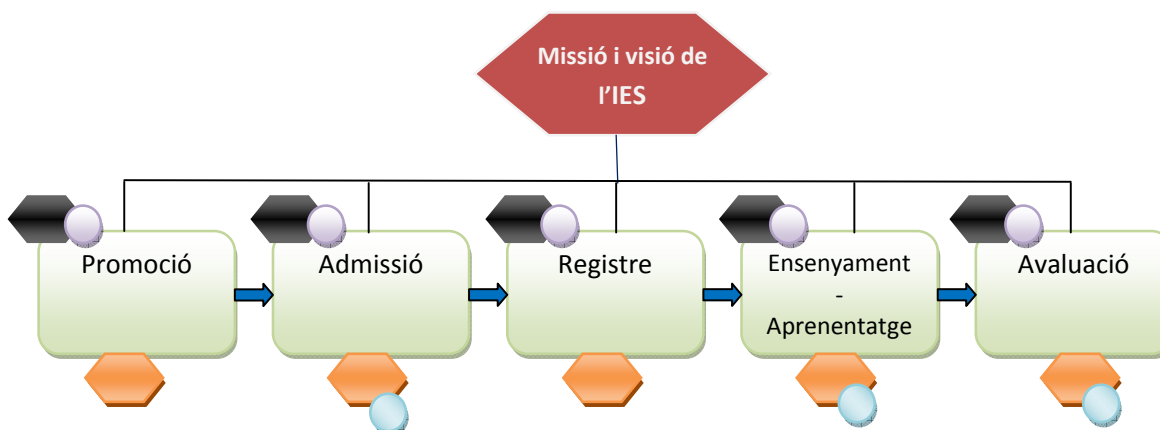 Missió i visió de
l'IES
Promoció
Admissió
Registre
Ensenyament
-
Aprenentatge
Avaluació